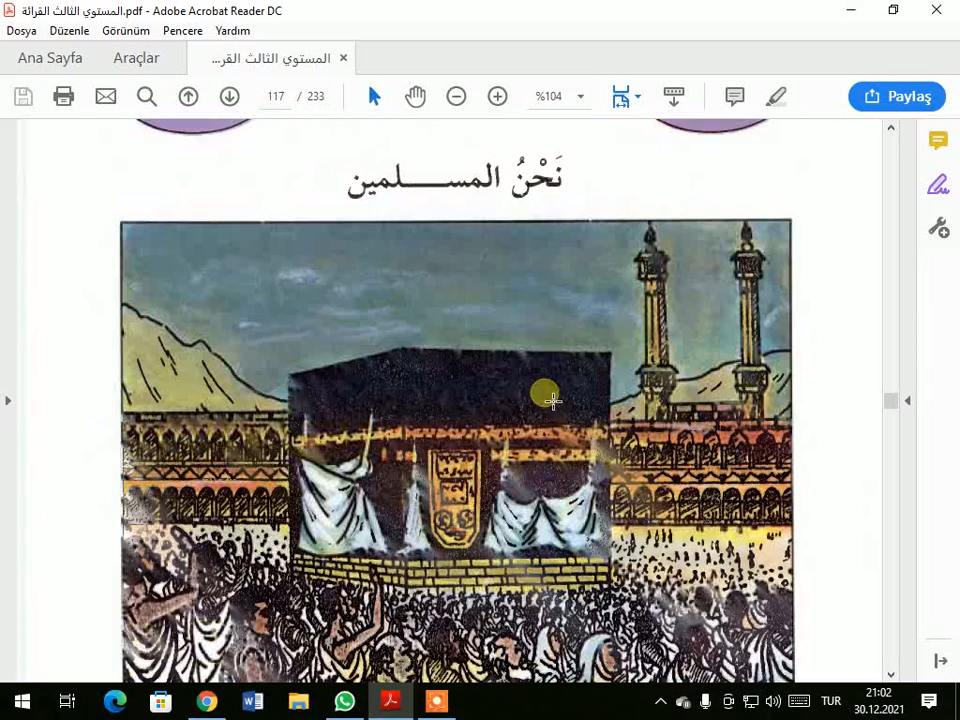 المستوي الثالث القرائة.pdf - Adobe Acrobat Reader DC
Dosya Düzenle Görünüm Pencere Yardım
Ana Sayfa Araçlar المستوي الثالث القر...
117 / 233 %104 Paylaş
نَحْنُ المســـــلمين
TUR
21:02
30.12.2021